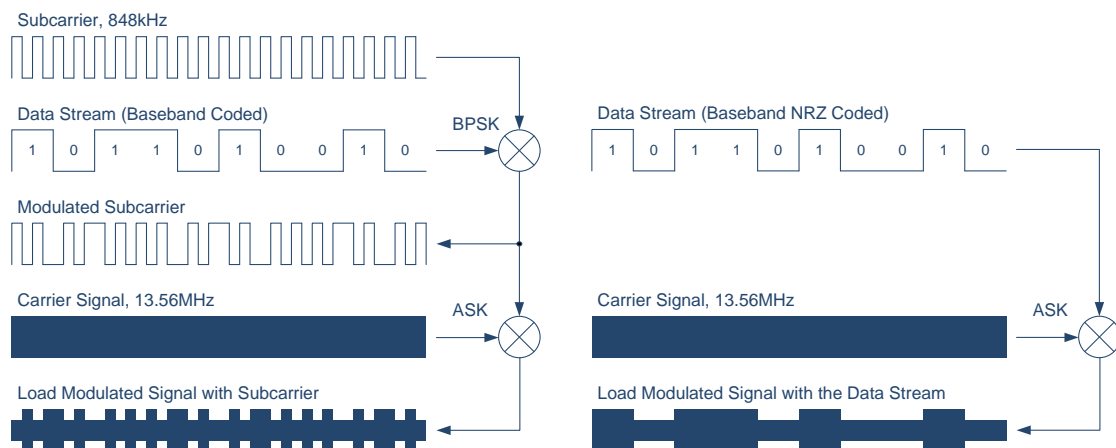 Subcarrier, 848kHz
Data Stream (Baseband Coded)
1 0 1 1 0 1 0 0 1 0
BPSK
Modulated Subcarrier
Carrier Signal, 13.56MHz
ASK
Load Modulated Signal with Subcarrier
Data Stream (Baseband NRZ Coded)
1 0 1 1 0 1 0 0 1 0
Carrier Signal, 13.56MHz
ASK
Load Modulated Signal with the Data Stream